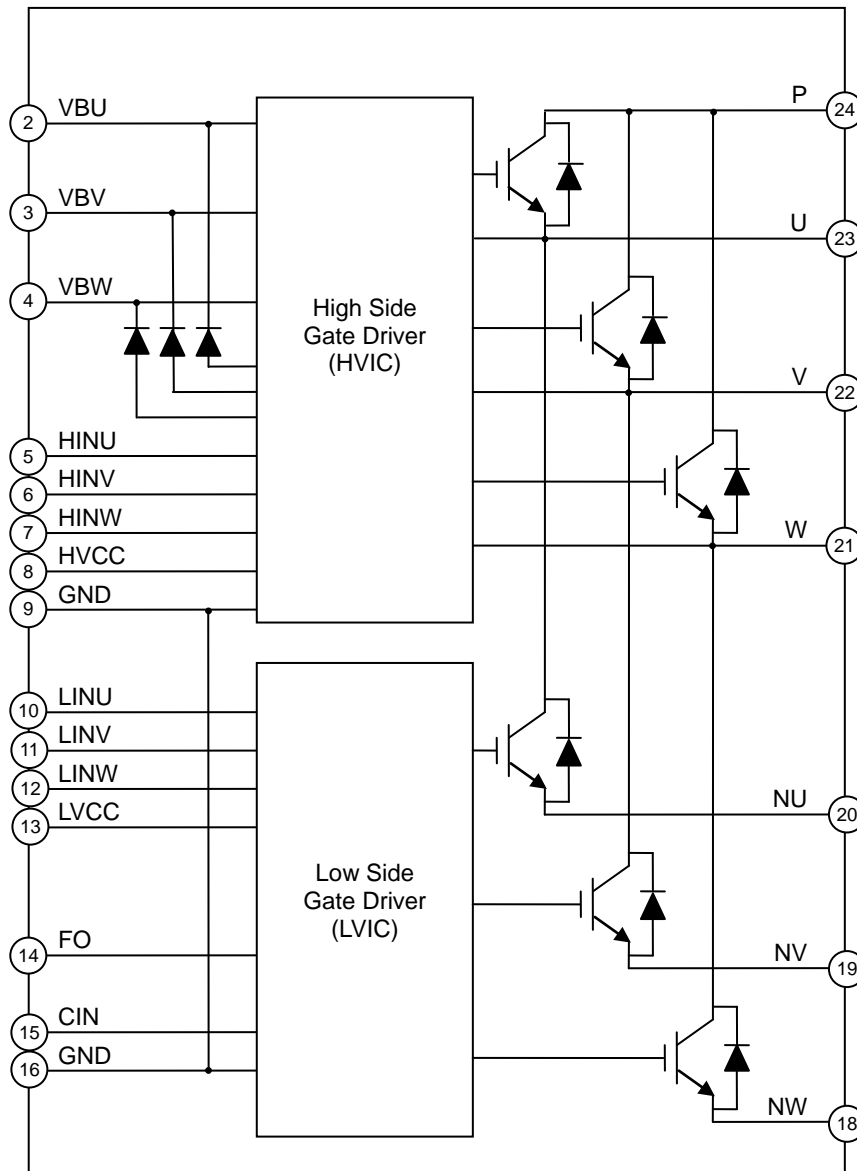 2 VBU
3 VBV
4 VBW
5 HINU
6 HINV
7 HINW
8 HVCC
9 GND
10 LINU
11 LINV
12 LINW
13 LVCC
14 FO
15 CIN
16 GND
High Side
Gate Driver
(HVIC)
Low Side
Gate Driver
(LVIC)
P 24
U 23
V 22
W 21
NU 20
NV 19
NW 18